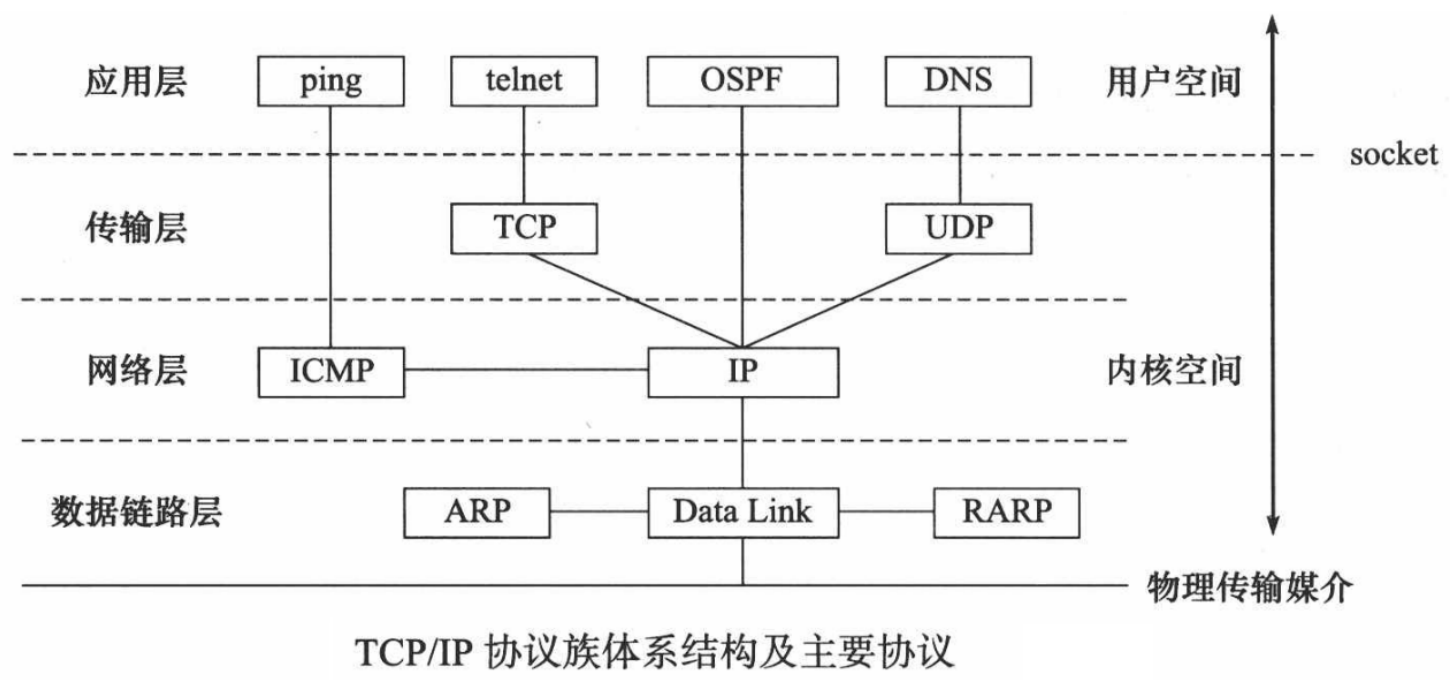 应用层 ping telnet OSPF DNS 用户空间
socket
传输层 TCP UDP
网络层 ICMP IP 内核空间
数据链路层 ARP Data Link RARP
物理传输媒介
TCP/IP 协议族体系结构及主要协议